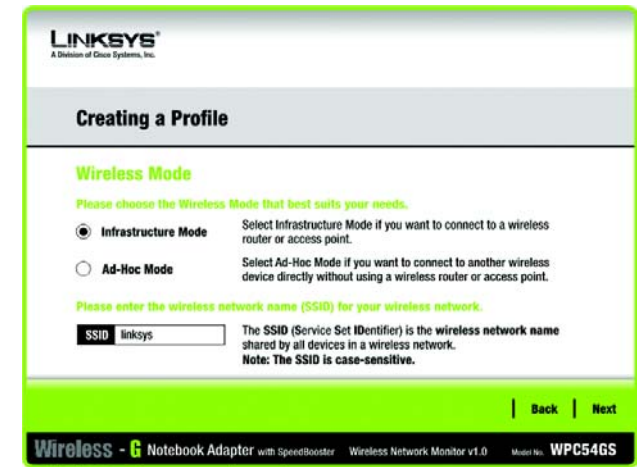 LINKSYS®
A Division of Cisco Systems, Inc.
Creating a Profile
Wireless Mode
Please choose the Wireless Mode that best suits your needs.
Infrastructure Mode
Select Infrastructure Mode if you want to connect to a wireless
router or access point.
Ad-Hoc Mode
Select Ad-Hoc Mode if you want to connect to another wireless
device directly without using a wireless router or access point.
Please enter the wireless network name (SSID) for your wireless network.
SSID linksys
The SSID (Service Set IDentifier) is the wireless network name
shared by all devices in a wireless network.
Note: The SSID is case-sensitive.
Back Next
Wireless - G Notebook Adapter with SpeedBooster Wireless Network Monitor v1.0 Model No. WPC54GS